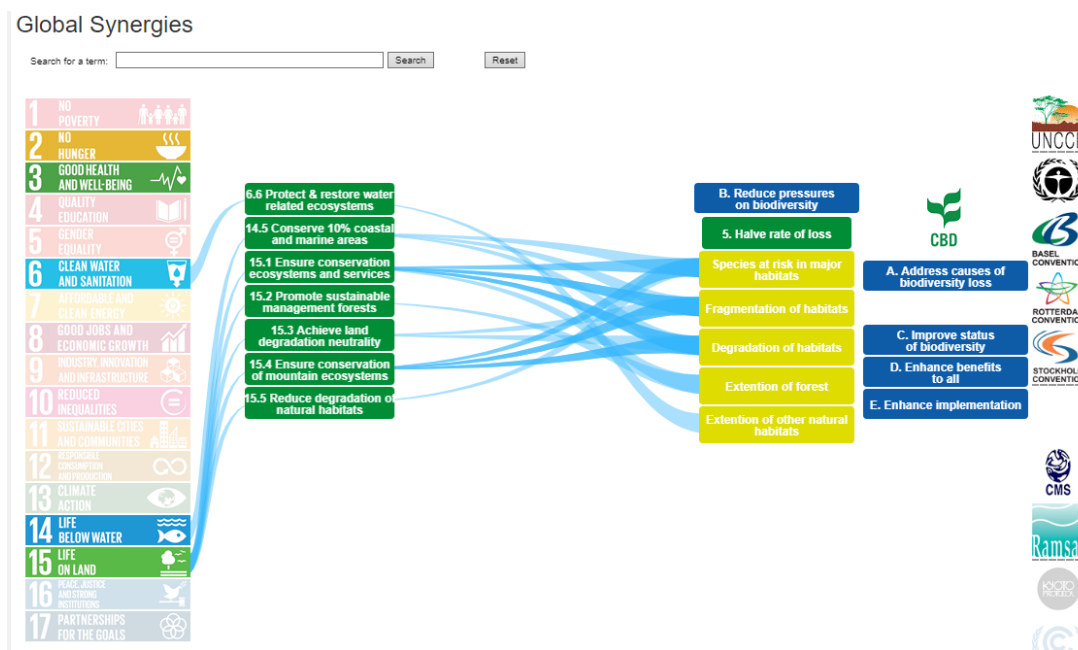 Global Synergies
Search for a term:
Search
Reset
1 NO
POVERTY
2 NO
HUNGER
3 GOOD HEALTH
AND WELL-BEING
4 QUALITY
EDUCATION
5 GENDER
EQUALITY
6 CLEAN WATER
AND SANITATION
7 AFFORDABLE AND
CLEAN ENERGY
8 GOOD JOBS AND
ECONOMIC GROWTH
9 INDUSTRY, INNOVATION
AND INFRASTRUCTURE
10 REDUCED
INEQUALITIES
11 SUSTAINABLE CITIES
AND COMMUNITIES
12 RESPONSIBLE
CONSUMPTION
AND PRODUCTION
13 CLIMATE
ACTION
14 LIFE
BELOW WATER
15 LIFE
ON LAND
16 PEACE, JUSTICE
AND STRONG
INSTITUTIONS
17 PARTNERSHIPS
FOR THE GOALS
6.6 Protect & restore water
related ecosystems
14.5 Conserve 10% coastal
and marine areas
15.1 Ensure conservation
ecosystems and services
15.2 Promote sustainable
management forests
15.3 Achieve land
degradation neutrality
15.4 Ensure conservation
of mountain ecosystems
15.5 Reduce degradation of
natural habitats
B. Reduce pressures
on biodiversity
5. Halve rate of loss
Species at risk in major
habitats
Fragmentation of habitats
Degradation of habitats
Extention of forest
Extention of other natural
habitats
CBD
A. Address causes of
biodiversity loss
C. Improve status
of biodiversity
D. Enhance benefits
to all
E. Enhance implementation
UNCCD
BASEL
CONVENTIO
ROTTERDA
CONVENTIO
STOCKHOL
CONVENTIO
CMS
Ramsa
KYOTO
PROTOCOL